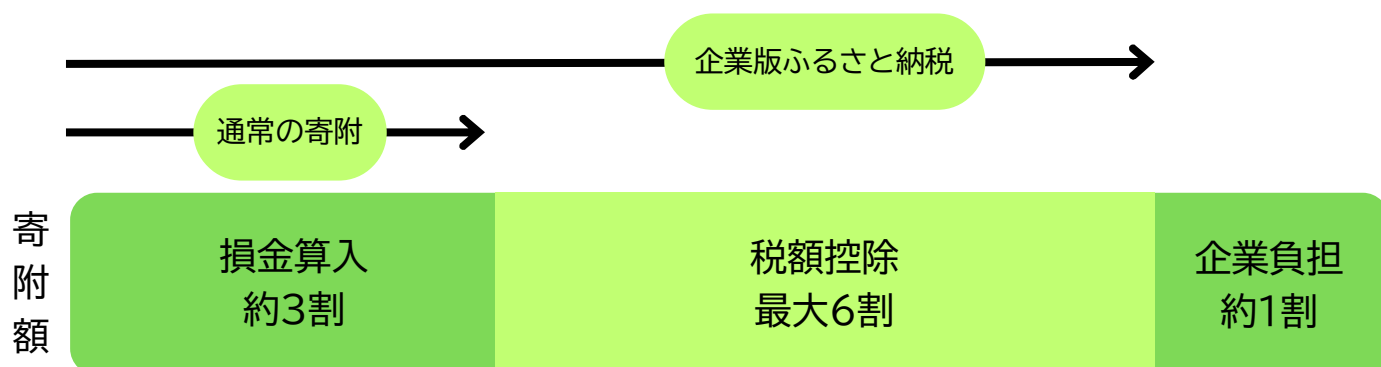 企業版ふるさと納税
通常の寄附
寄附額
損金算入
約3割
税額控除
最大6割
企業負担
約1割